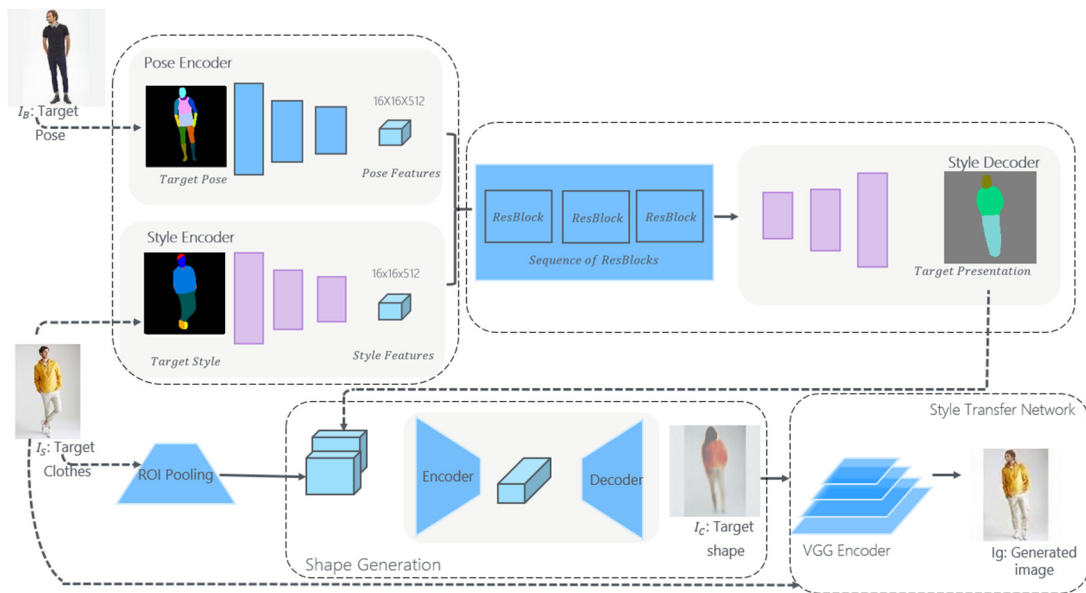 Pose Encoder
16X16X512
Target Pose
Pose Features
I_B: Target
Pose
Style Encoder
16x16x512
Target Style
Style Features
ResBlock
ResBlock
ResBlock
Sequence of ResBlocks
Style Decoder
Target Presentation
I_S: Target
Clothes
ROI Pooling
Encoder
Decoder
I_C: Target
shape
Shape Generation
Style Transfer Network
VGG Encoder
Ig: Generated
image